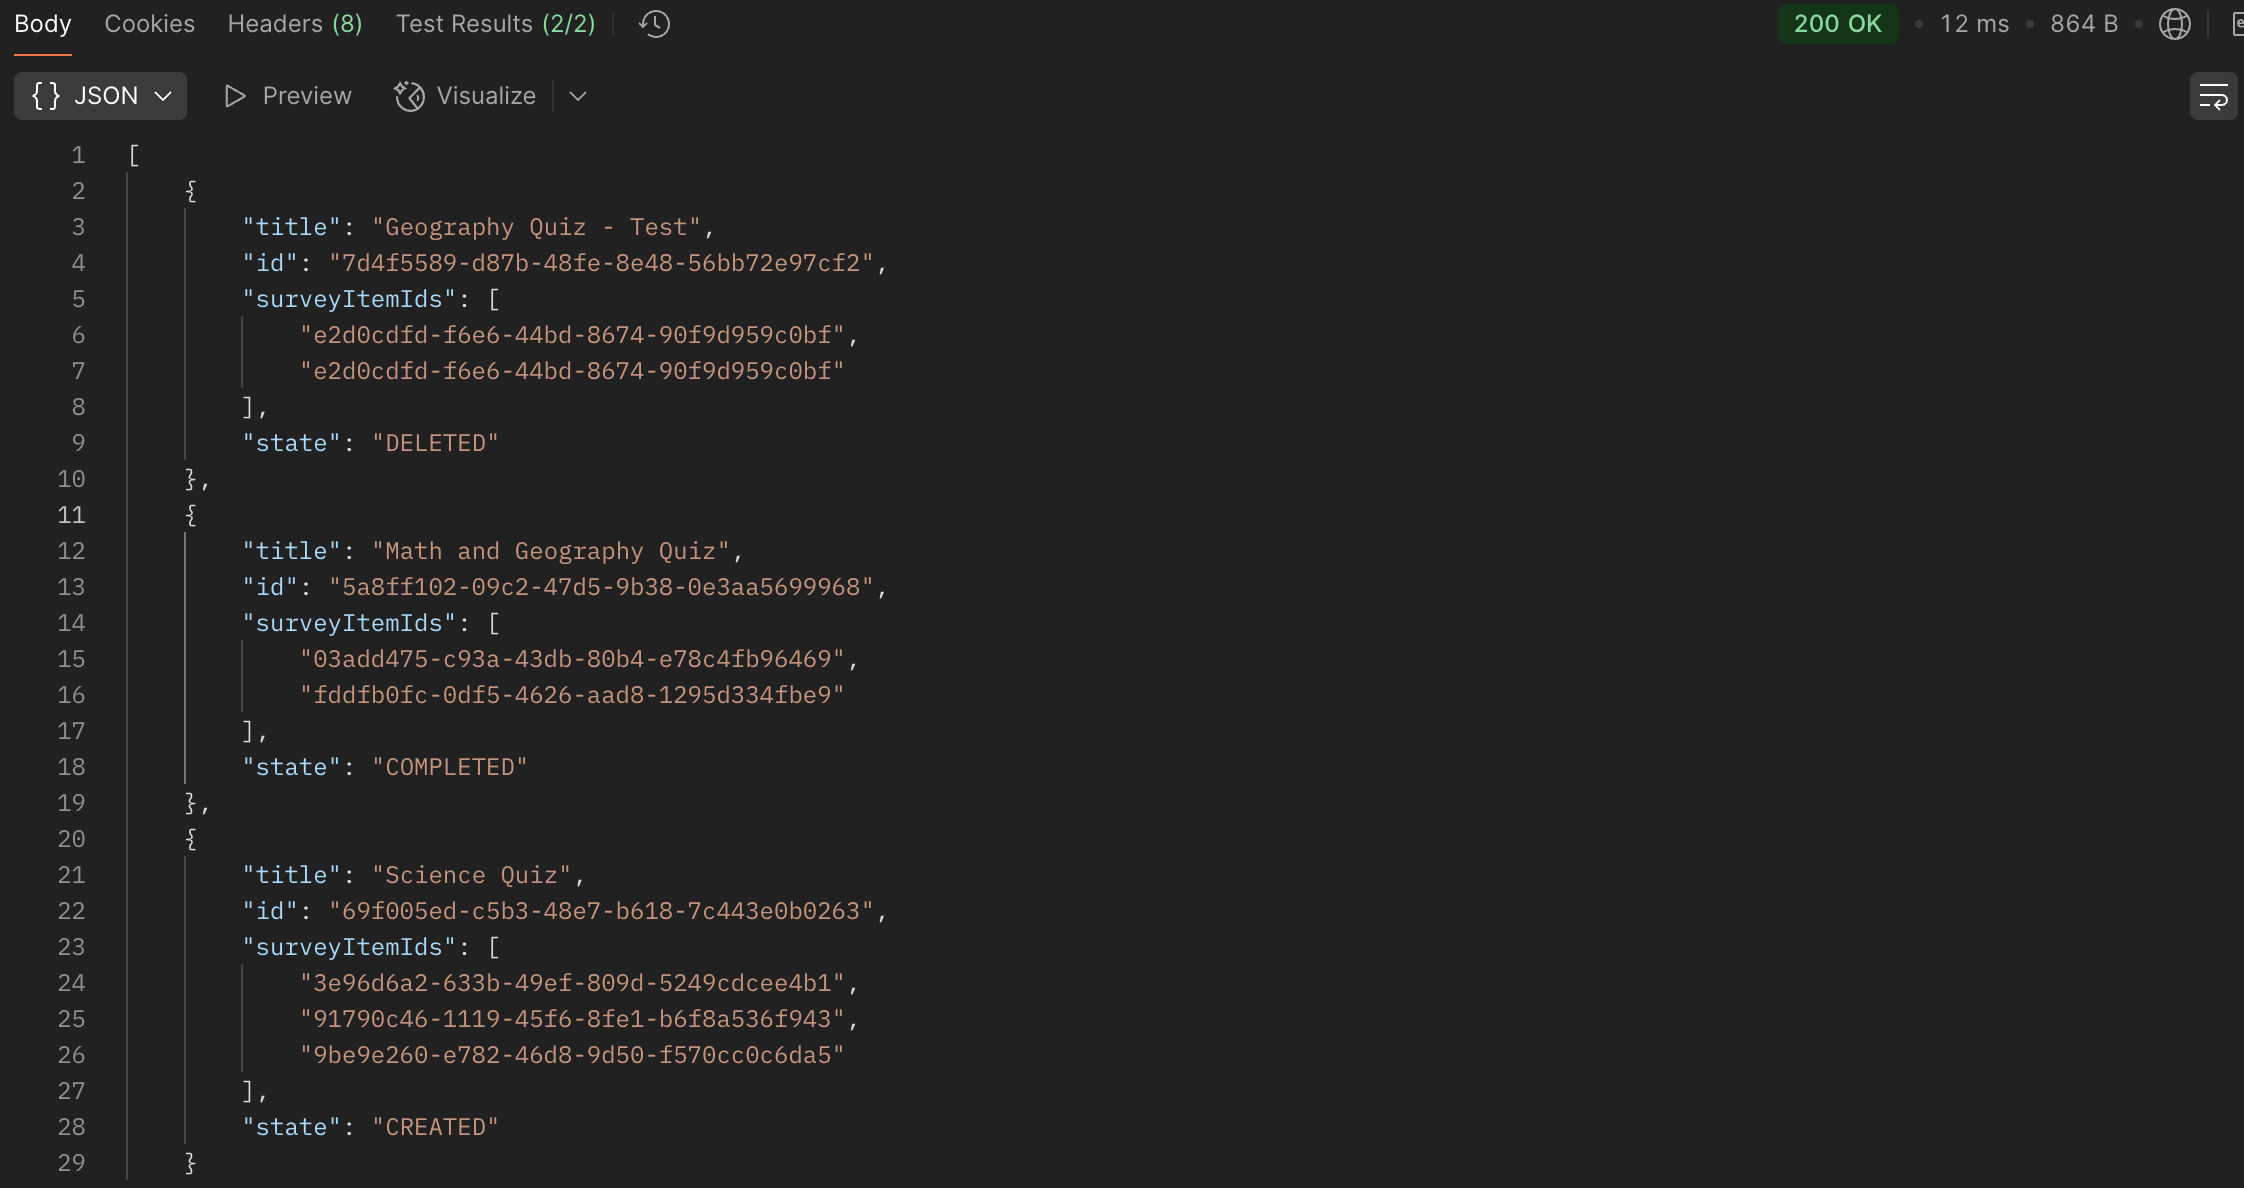 Body Cookies Headers (8) Test Results (2/2) 200 OK • 12 ms • 864 B •
{} JSON Preview Visualize
1 [
2 {
3 "title": "Geography Quiz - Test",
4 "id": "7d4f5589-d87b-48fe-8e48-56bb72e97cf2",
5 "surveyItemIds": [
6 "e2d0cdfd-f6e6-44bd-8674-90f9d959c0bf",
7 "e2d0cdfd-f6e6-44bd-8674-90f9d959c0bf"
8 ],
9 "state": "DELETED"
10 },
11 {
12 "title": "Math and Geography Quiz",
13 "id": "5a8ff102-09c2-47d5-9b38-0e3aa5699968",
14 "surveyItemIds": [
15 "03add475-c93a-43db-80b4-e78c4fb96469",
16 "fddfb0fc-0df5-4626-aad8-1295d334fbe9"
17 ],
18 "state": "COMPLETED"
19 },
20 {
21 "title": "Science Quiz",
22 "id": "69f005ed-c5b3-48e7-b618-7c443e0b0263",
23 "surveyItemIds": [
24 "3e96d6a2-633b-49ef-809d-5249cdcee4b1",
25 "91790c46-1119-45f6-8fe1-b6f8a536f943",
26 "9be9e260-e782-46d8-9d50-f570cc0c6da5"
27 ],
28 "state": "CREATED"
29 }